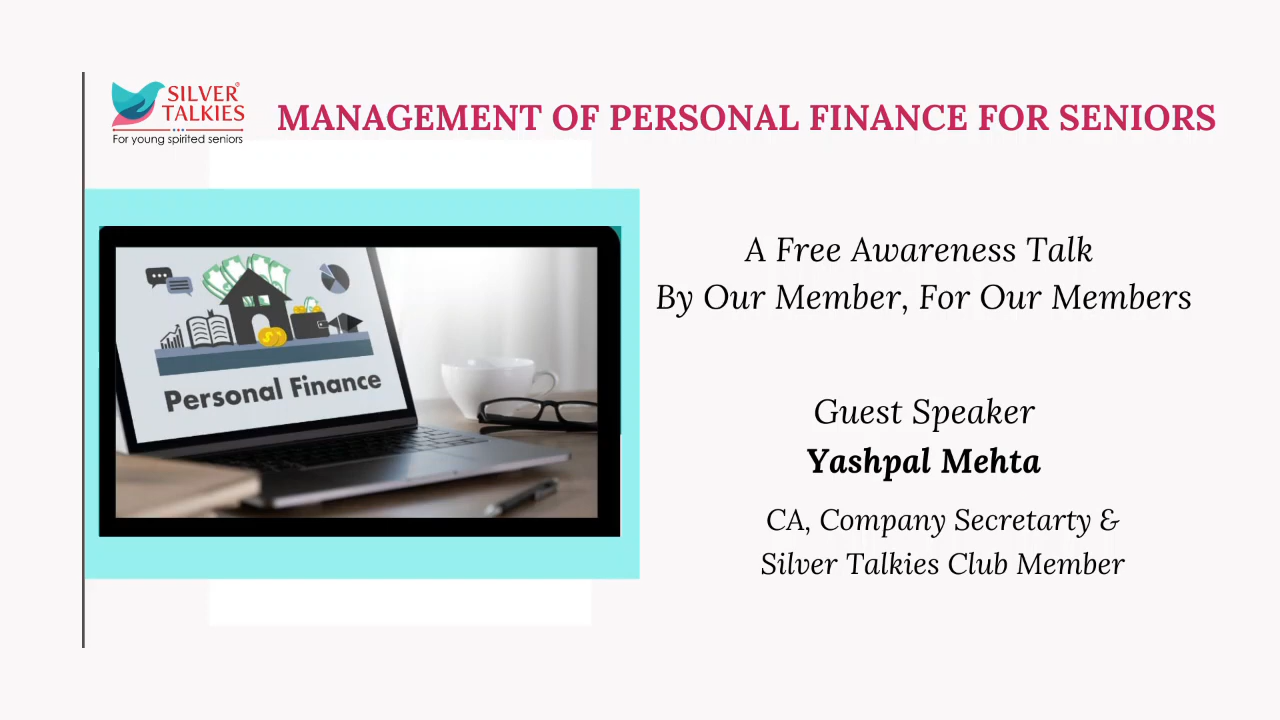 SILVER
TALKIES
For young spirited seniors
MANAGEMENT OF PERSONAL FINANCE FOR SENIORS
Personal Finance
A Free Awareness Talk
By Our Member, For Our Members
Guest Speaker
Yashpal Mehta
CA, Company Secretarty &
Silver Talkies Club Member